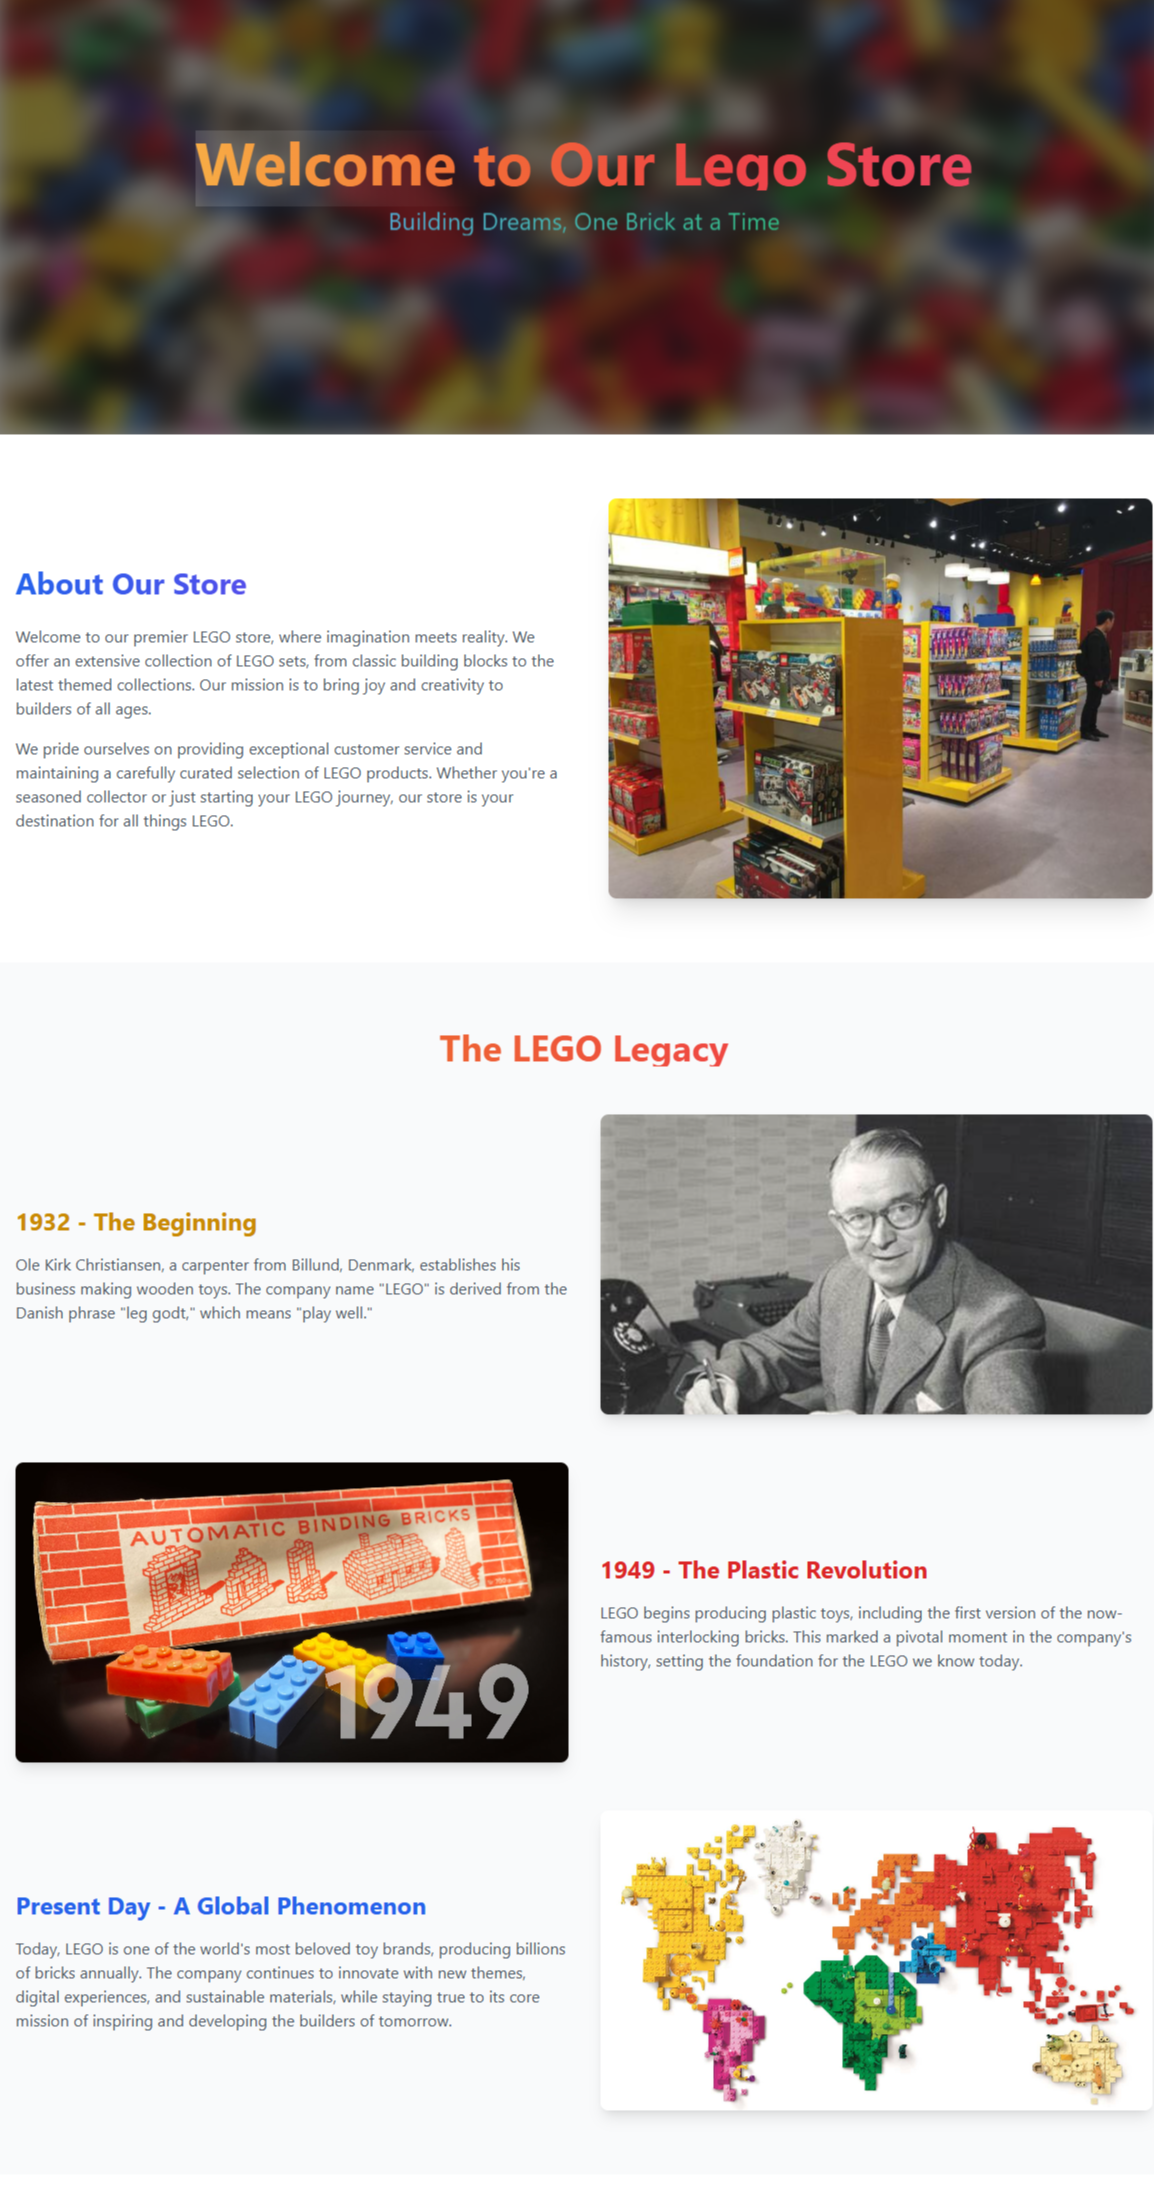 Welcome to Our Lego Store
Building Dreams, One Brick at a Time
About Our Store
Welcome to our premier LEGO store, where imagination meets reality. We
offer an extensive collection of LEGO sets, from classic building blocks to the
latest themed collections. Our mission is to bring joy and creativity to
builders of all ages.
We pride ourselves on providing exceptional customer service and
maintaining a carefully curated selection of LEGO products. Whether you're a
seasoned collector or just starting your LEGO journey, our store is your
destination for all things LEGO.
The LEGO Legacy
1932 - The Beginning
Ole Kirk Christiansen, a carpenter from Billund, Denmark, establishes his
business making wooden toys. The company name "LEGO" is derived from the
Danish phrase "leg godt," which means "play well."
AUTOMATIC BINDING BRICKS
1949
1949 - The Plastic Revolution
LEGO begins producing plastic toys, including the first version of the now-
famous interlocking bricks. This marked a pivotal moment in the company's
history, setting the foundation for the LEGO we know today.
Present Day - A Global Phenomenon
Today, LEGO is one of the world's most beloved toy brands, producing billions
of bricks annually. The company continues to innovate with new themes,
digital experiences, and sustainable materials, while staying true to its core
mission of inspiring and developing the builders of tomorrow.